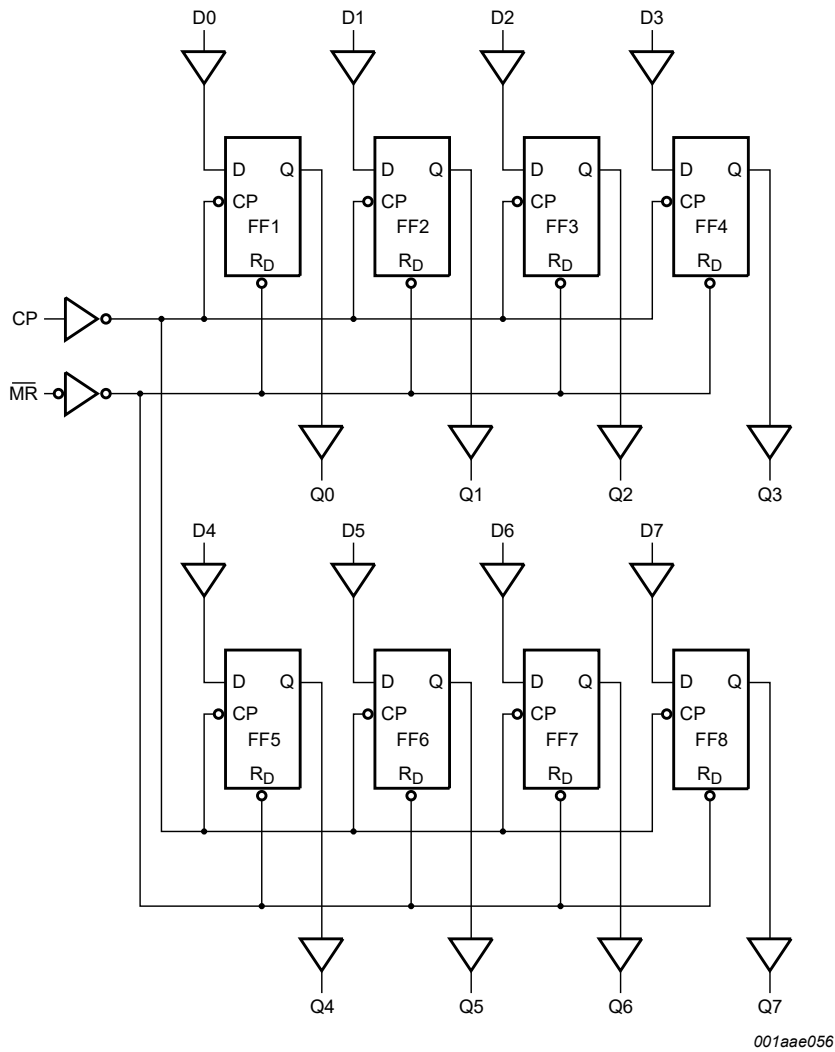 D0 D1 D2 D3
D Q D Q D Q D Q
CP CP CP CP
FF1 FF2 FF3 FF4
RD RD RD RD
CP
MR
Q0 Q1 Q2 Q3
D4 D5 D6 D7
D Q D Q D Q D Q
CP CP CP CP
FF5 FF6 FF7 FF8
RD RD RD RD
Q4 Q5 Q6 Q7
001aae056